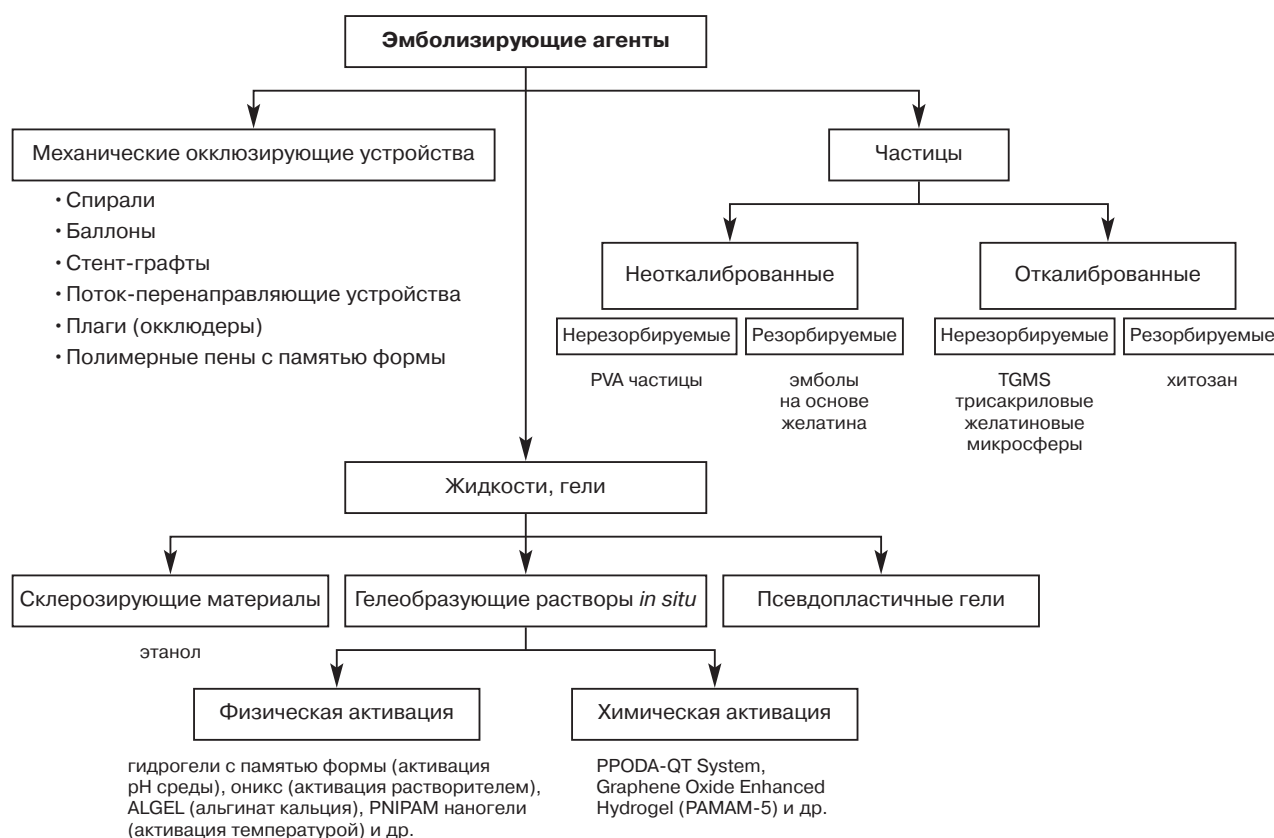 Эмболизирующие агенты
Механические окклюзирующие устройства
• Спирали
• Баллоны
• Стент-графты
• Поток-перенаправляющие устройства
• Плаги (окклюдеры)
• Полимерные пены с памятью формы
Частицы
Неоткалиброванные
Откалиброванные
Нерезорбируемые
Резорбируемые
Нерезорбируемые
Резорбируемые
PVA частицы
эмболы
на основе
желатина
TGMS
трисакриловые
желатиновые
микросферы
хитозан
Жидкости, гели
Склерозирующие материалы
Гелеобразующие растворы in situ
Псевдопластичные гели
этанол
Физическая активация
Химическая активация
гидрогели с памятью формы (активация
pH среды), оникс (активация растворителем),
ALGEL (альгинат кальция), PNIPAM наногели
(активация температурой) и др.
PPODA-QT System,
Graphene Oxide Enhanced
Hydrogel (PAMAM-5) и др.